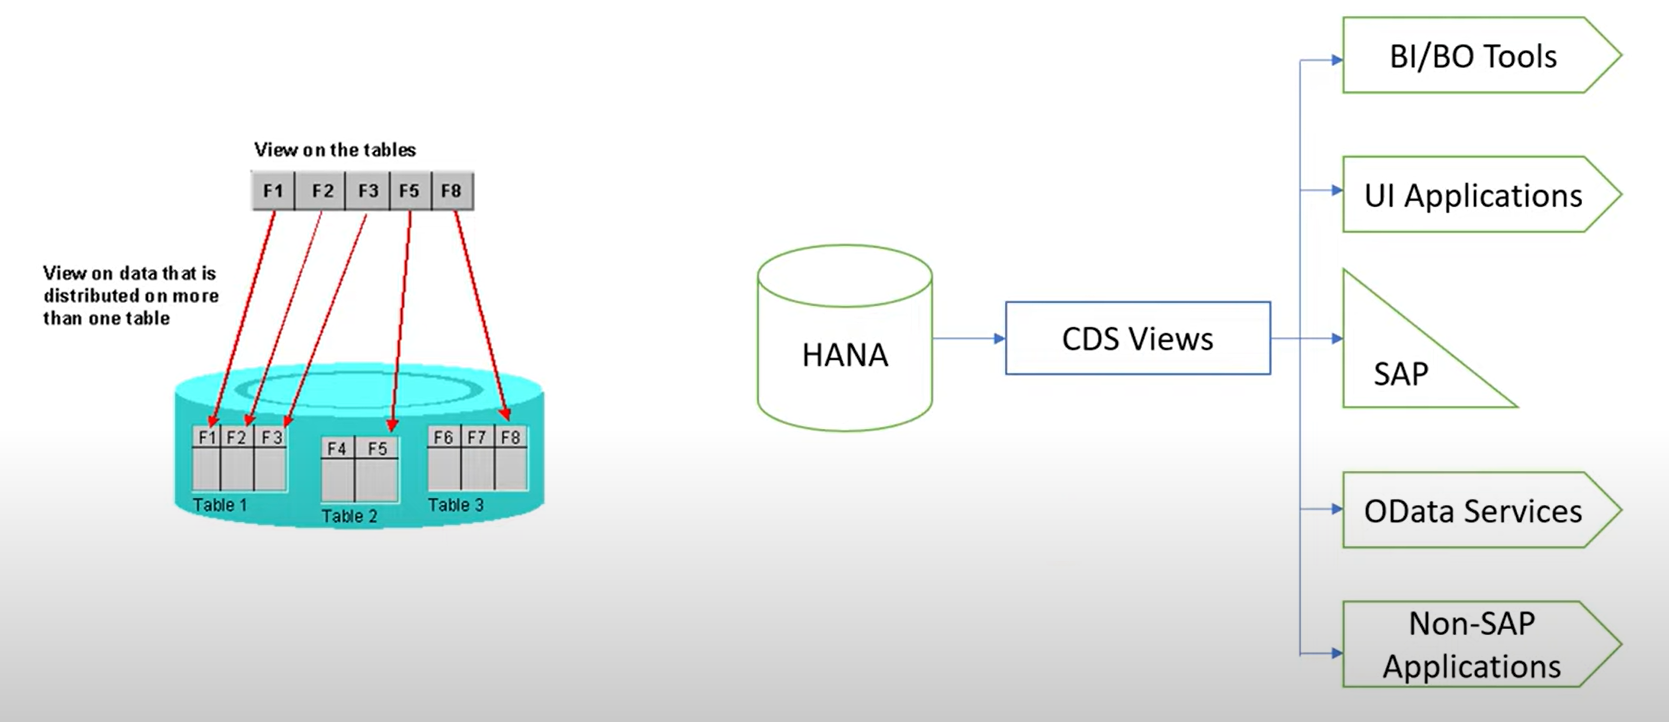 View on the tables
F1 F2 F3 F5 F8
View on data that is
distributed on more
than one table
F1 F2 F3
Table 1
F4 F5
Table 2
F6 F7 F8
Table 3
HANA
CDS Views
BI/BO Tools
UI Applications
SAP
OData Services
Non-SAP
Applications